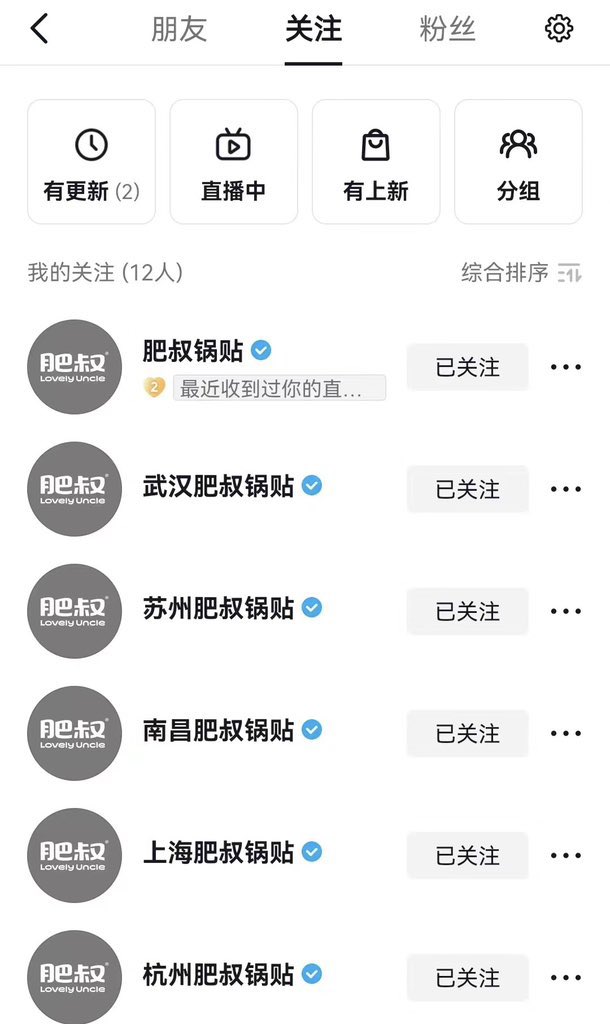 朋友 关注 粉丝
有更新 (2) 直播中 有上新 分组
我的关注 (12人) 综合排序
肥叔 Lovely Uncle
肥叔锅贴
2 最近收到过你的直...
已关注
肥叔 Lovely Uncle
武汉肥叔锅贴
已关注
肥叔 Lovely Uncle
苏州肥叔锅贴
已关注
肥叔 Lovely Uncle
南昌肥叔锅贴
已关注
肥叔 Lovely Uncle
上海肥叔锅贴
已关注
肥叔 Lovely Uncle
杭州肥叔锅贴
已关注